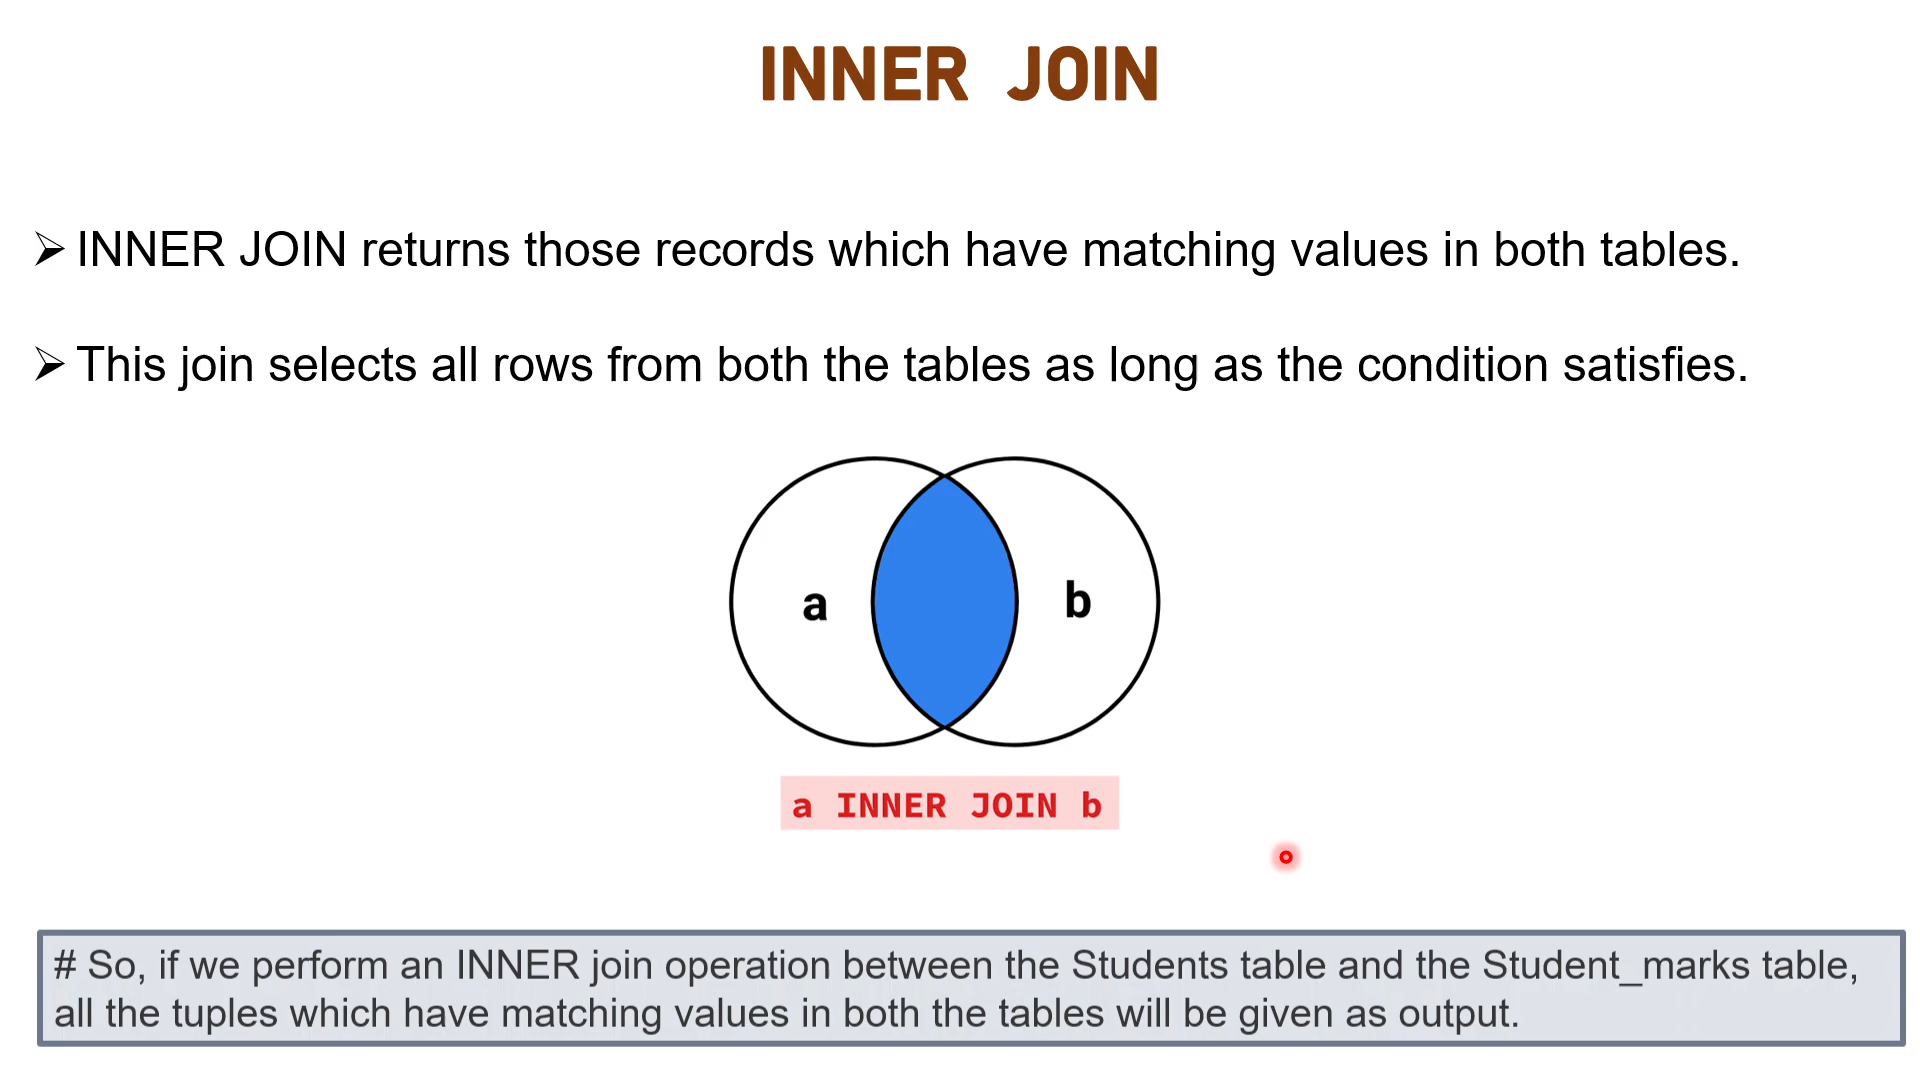 INNER JOIN
➢ INNER JOIN returns those records which have matching values in both tables.
➢ This join selects all rows from both the tables as long as the condition satisfies.
a
b
a INNER JOIN b
# So, if we perform an INNER join operation between the Students table and the Student_marks table,
all the tuples which have matching values in both the tables will be given as output.